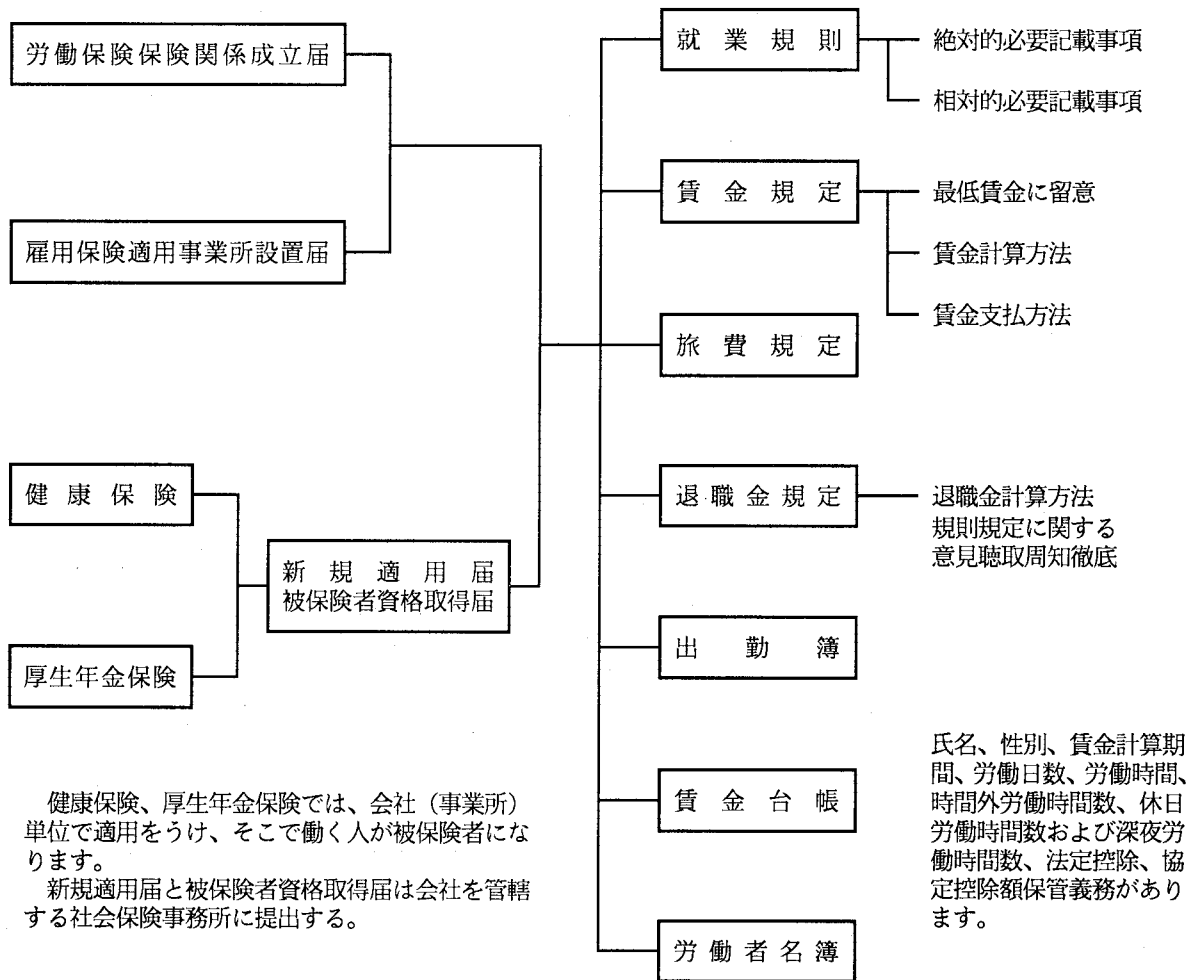 労働保険保険関係成立届
雇用保険適用事業所設置届
健康保険
厚生年金保険
新規適用届
被保険者資格取得届
健康保険、厚生年金保険では、会社（事業所）
単位で適用をうけ、そこで働く人が被保険者にな
ります。
新規適用届と被保険者資格取得届は会社を管轄
する社会保険事務所に提出する。
就業規則
絶対的必要記載事項
相対的必要記載事項
賃金規定
最低賃金に留意
賃金計算方法
賃金支払方法
旅費規定
退職金規定
退職金計算方法
規則規定に関する
意見聴取周知徹底
出勤簿
賃金台帳
氏名、性別、賃金計算期
間、労働日数、労働時間、
時間外労働時間数、休日
労働時間数および深夜労
働時間数、法定控除、協
定控除額保管義務があり
ます。
労働者名簿